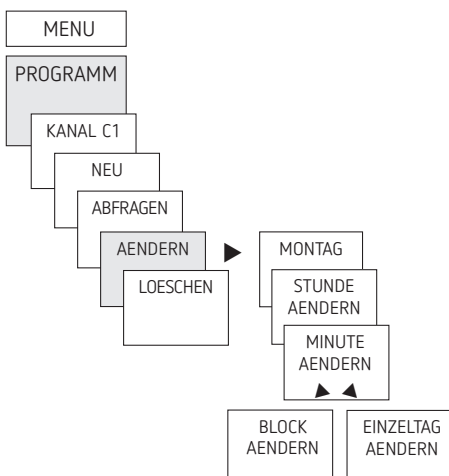 MENU
PROGRAMM
KANAL C1
NEU
ABFRAGEN
AENDERN
LOESCHEN
MONTAG
STUNDE
AENDERN
MINUTE
AENDERN
BLOCK
AENDERN
EINZELTAG
AENDERN